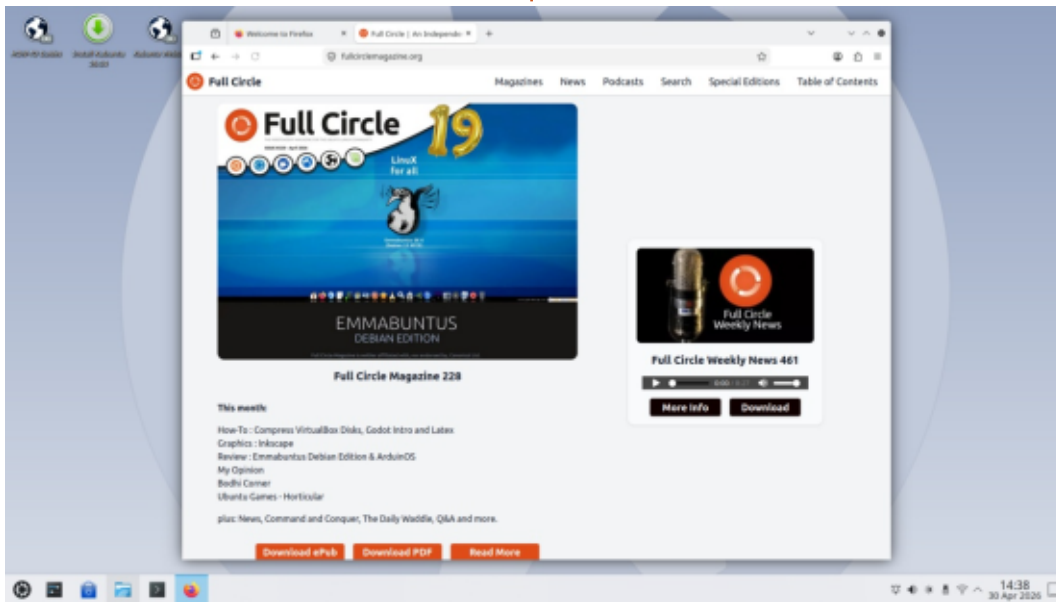 Install Kubuntu
Welcome to Firefox
Full Circle | An Independe
fullcirclemagazine.org
Full Circle
Magazines News Podcasts Search Special Editions Table of Contents
Full Circle
19
LinuX
for all
EMMABUNTUS
DEBIAN EDITION
Full Circle Magazine 228
This month:
How-To : Compress VirtualBox Disks, Godot Intro and Latex
Graphics : Inkscape
Review : Emmabuntus Debian Edition & ArduinOS
My Opinion
Bodhi Corner
Ubuntu Games - Horticular
plus: News, Command and Conquer, The Daily Waddle, Q&A and more.
Download ePub Download PDF Read More
Full Circle
Weekly News
Full Circle Weekly News 461
More Info Download
14:38
30 Apr 2026